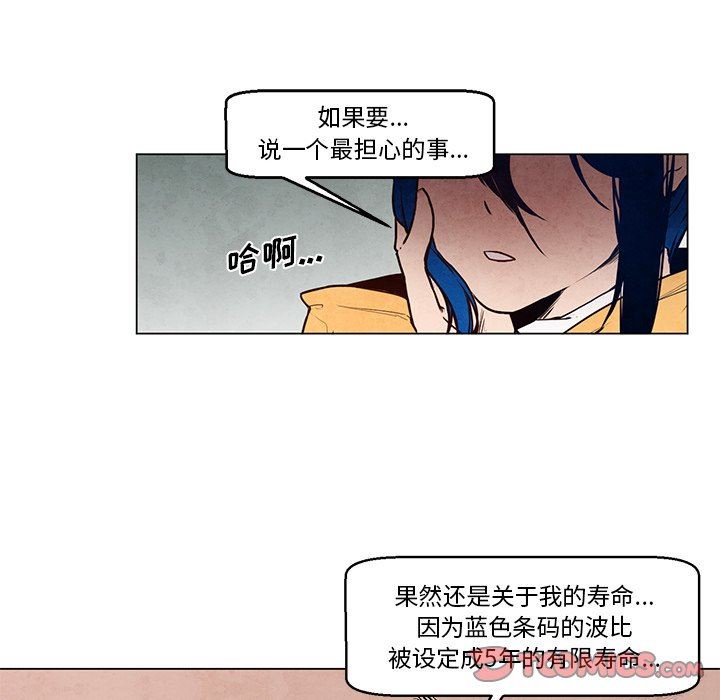 如果要...
说一个最担心的事...
哈啊...
果然还是关于我的寿命...
因为蓝色条码的波比
被设定成5年的有限寿命...
REMANGAS
.COM